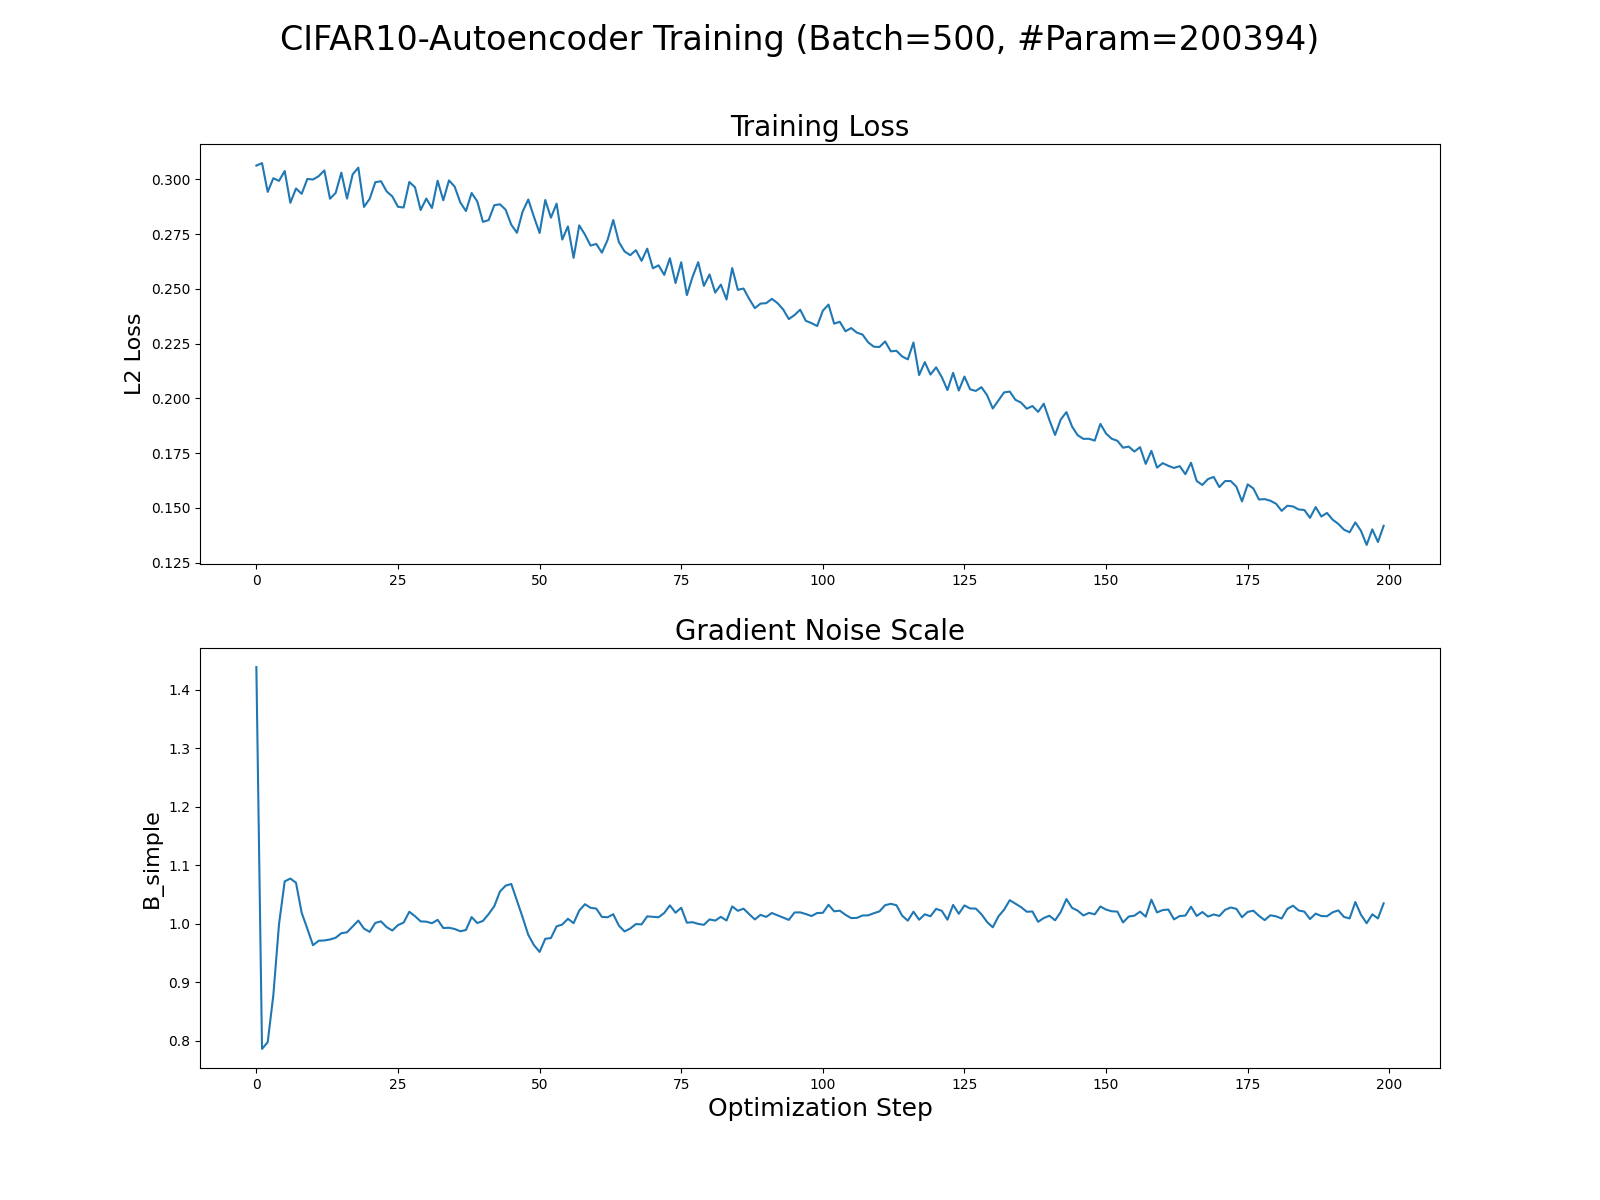 CIFAR10-Autoencoder Training (Batch=500, #Param=200394)
Training Loss
L2 Loss
0.300
0.275
0.250
0.225
0.200
0.175
0.150
0.125
0 25 50 75 100 125 150 175 200
Gradient Noise Scale
B_simple
1.4
1.3
1.2
1.1
1.0
0.9
0.8
0 25 50 75 100 125 150 175 200
Optimization Step